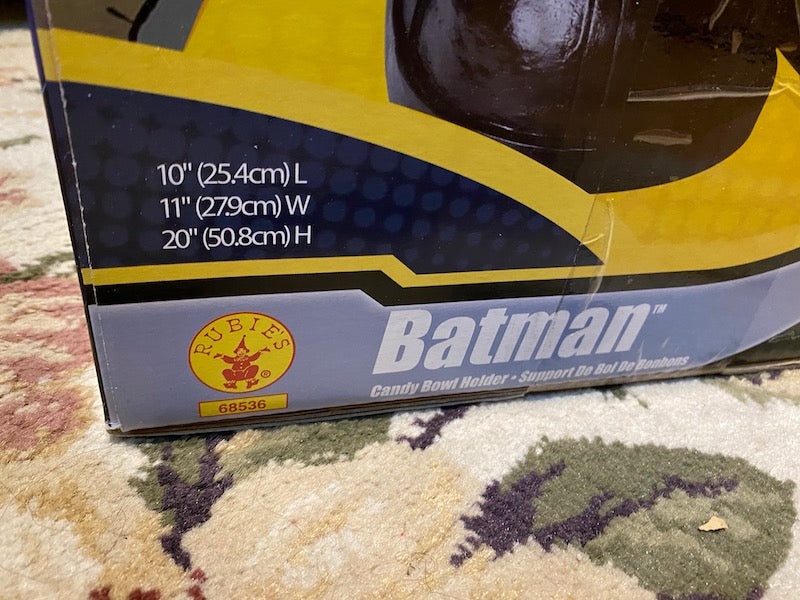 10" (25.4cm) L
11" (27.9cm) W
20" (50.8cm) H
RUBIE'S
®
68536
Batman™
Candy Bowl Holder • Support De Bol De Bonbons